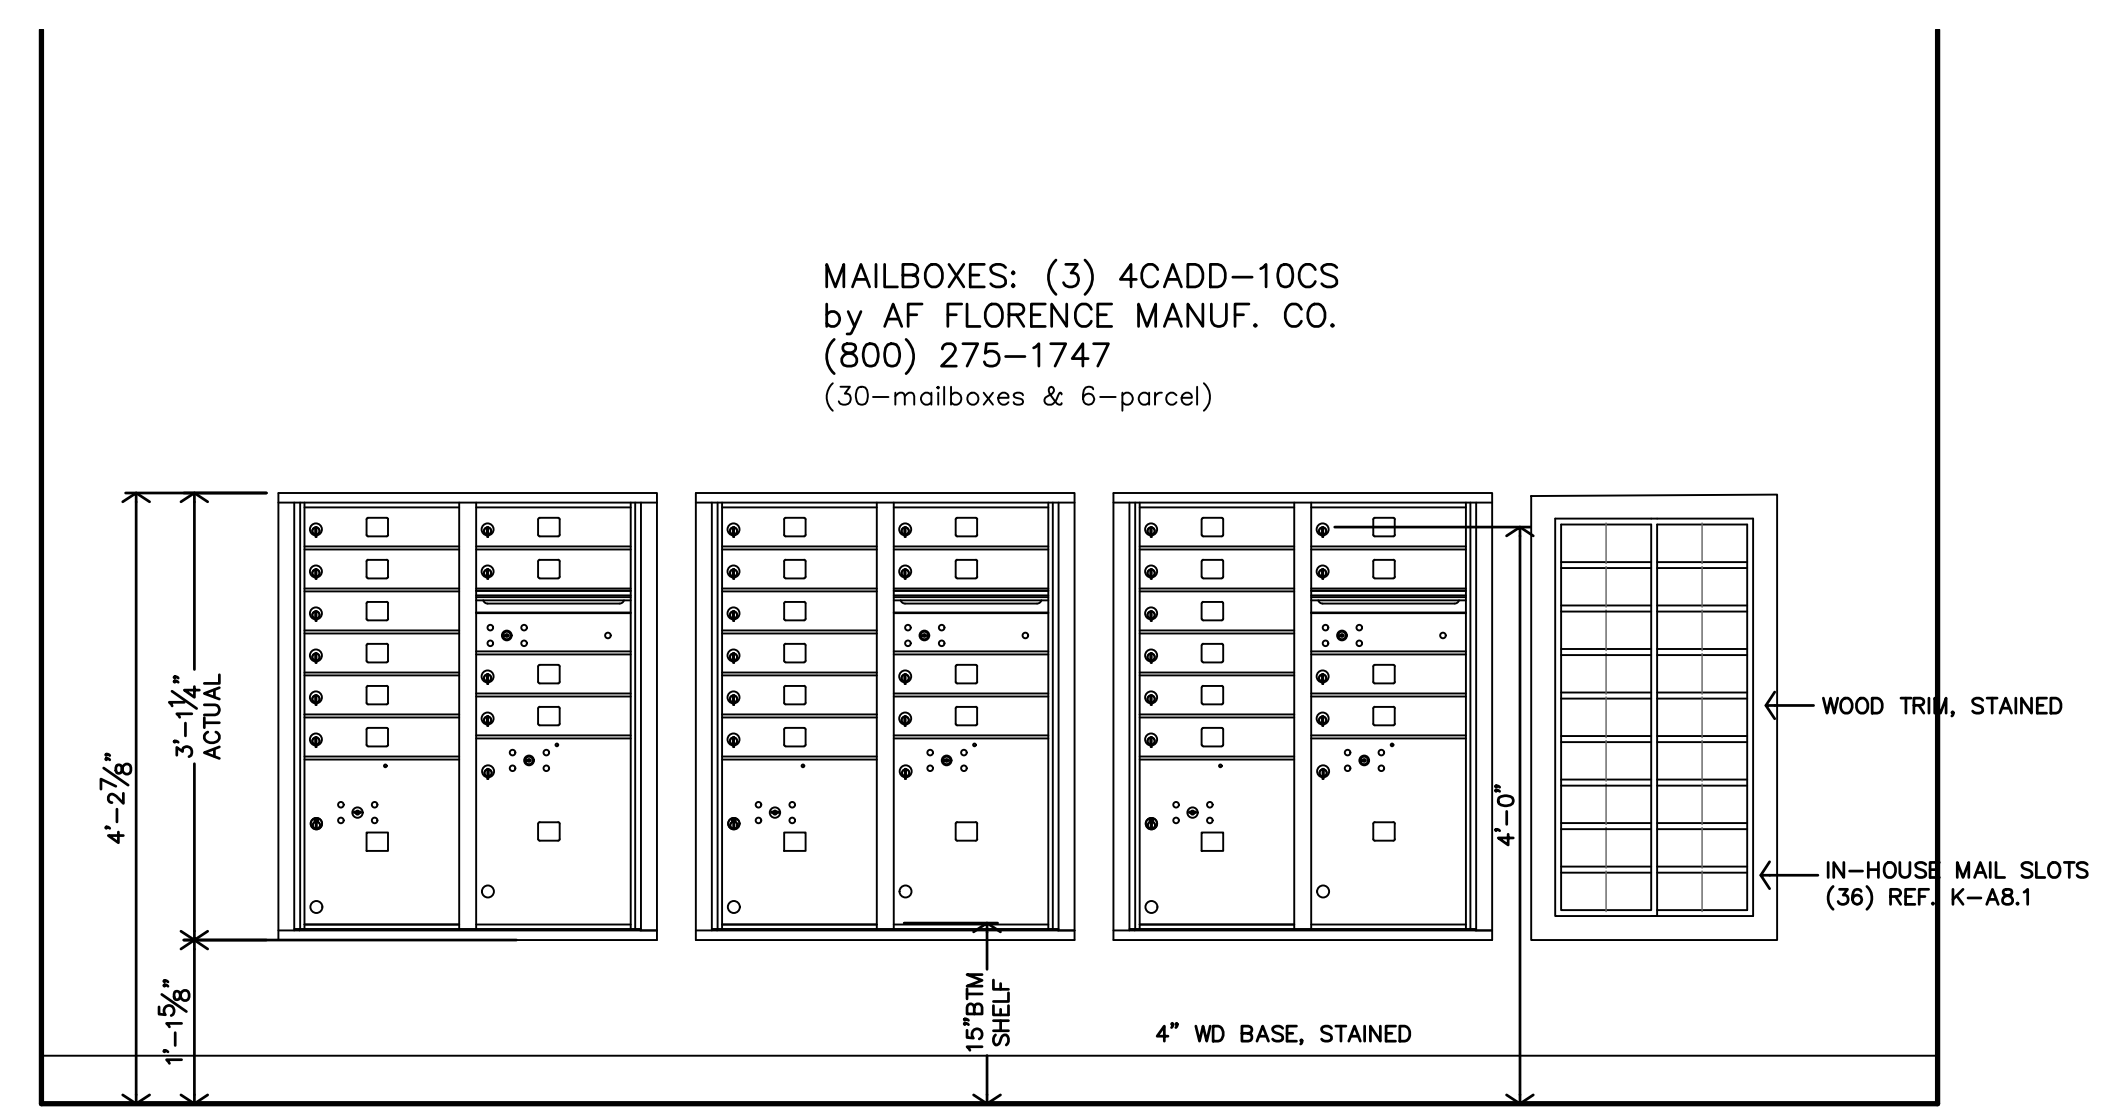 MAILBOXES: (3) 4CADD-10CS
by AF FLORENCE MANUF. CO.
(800) 275-1747
(30-mailboxes & 6-parcel)
4'-2⅞"
3'-1¼"
ACTUAL
1'-1⅝"
15"BTM
SHELF
4" WD BASE, STAINED
4'-0"
WOOD TRIM, STAINED
IN-HOUSE MAIL SLOTS
(36) REF. K-A8.1